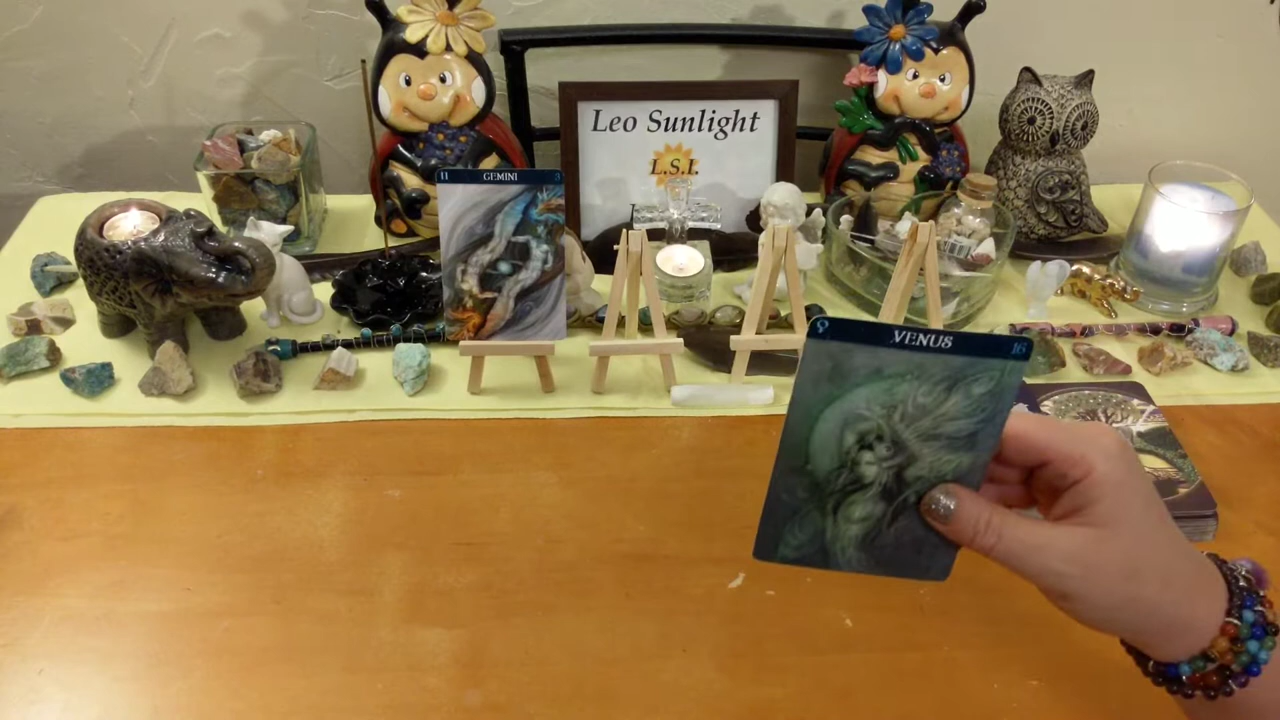 Leo Sunlight
L.S.I.
11 GEMINI 3
♀ VENUS 16